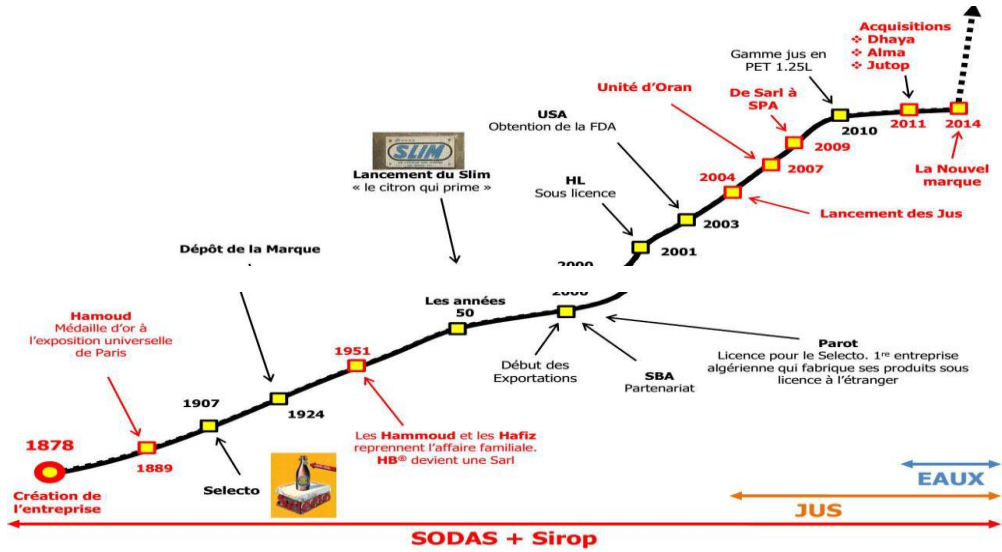 Acquisitions
❖ Dhaya
❖ Alma
❖ Jutop
Gamme jus en
PET 1.25L
De Sarl à
SPA
Unité d'Oran
USA
Obtention de la FDA
2010
2011
2014
2009
2007
2004
2003
2001
La Nouvel
marque
Lancement des Jus
SLIM
Lancement du Slim
« le citron qui prime »
HL
Sous licence
Dépôt de la Marque
2000
Les années
50
Hamoud
Médaille d'or à
l'exposition universelle
de Paris
1951
1907
1924
1878
1889
Début des
Exportations
SBA
Partenariat
Parot
Licence pour le Selecto. 1re entreprise
algérienne qui fabrique ses produits sous
licence à l'étranger
Les Hammoud et les Hafiz
reprennent l'affaire familiale.
HB® devient une Sarl
Selecto
Création de
l'entreprise
EAUX
JUS
SODAS + Sirop